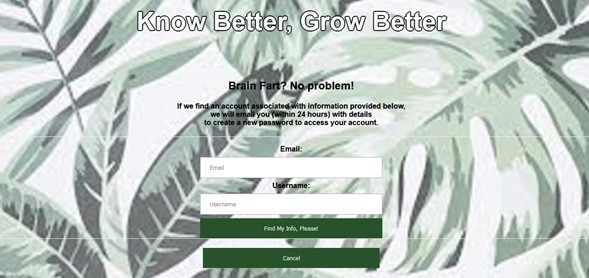 Know Better, Grow Better
Brain Fart? No problem!
If we find an account associated with information provided below,
we will email you (within 24 hours) with details
to create a new password to access your account.
Email:
Email
Username:
Username
Find My Info, Please!
Cancel